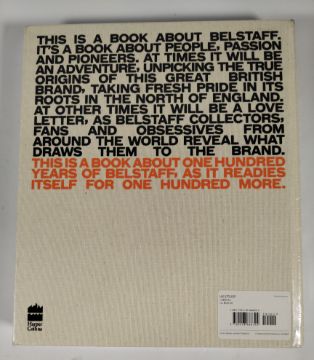 THIS IS A BOOK ABOUT BELSTAFF.
IT'S A BOOK ABOUT PEOPLE, PASSION
AND PIONEERS. AT TIMES IT WILL BE
AN ADVENTURE, UNPICKING THE TRUE
ORIGINS OF THIS GREAT BRITISH
BRAND, TAKING FRESH PRIDE IN ITS
ROOTS IN THE NORTH OF ENGLAND.
AT OTHER TIMES IT WILL BE A LOVE
LETTER, AS BELSTAFF COLLECTORS,
FANS AND OBSESSIVES FROM
AROUND THE WORLD REVEAL WHAT
DRAWS THEM TO THE BRAND.
THIS IS A BOOK ABOUT ONE HUNDRED
YEARS OF BELSTAFF, AS IT READIES
ITSELF FOR ONE HUNDRED MORE.
Harper
Collins